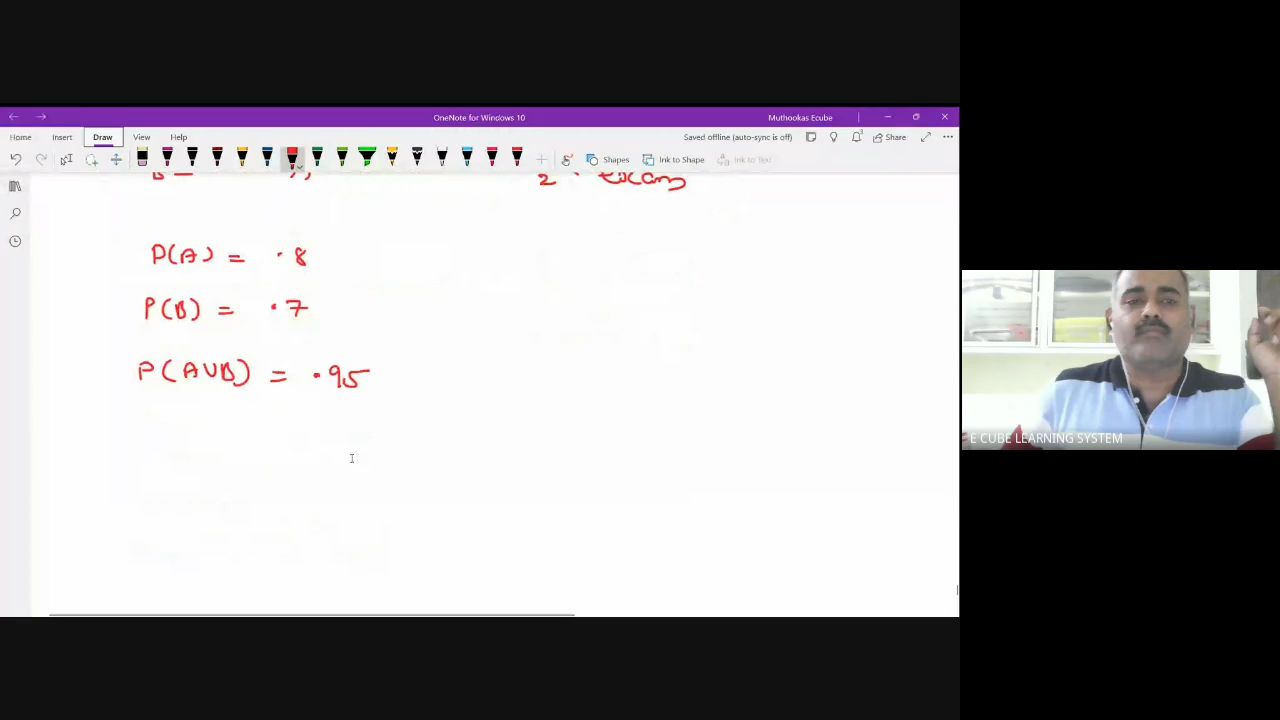 OneNote for Windows 10
Muthookas Ecube
Home Insert Draw View Help
Saved offline (auto-sync is off)
Share
Shapes
Ink to Shape
Ink to Text
2
P(A) = .8
P(B) = .7
P(A∪B) = .95
E CUBE LEARNING SYSTEM